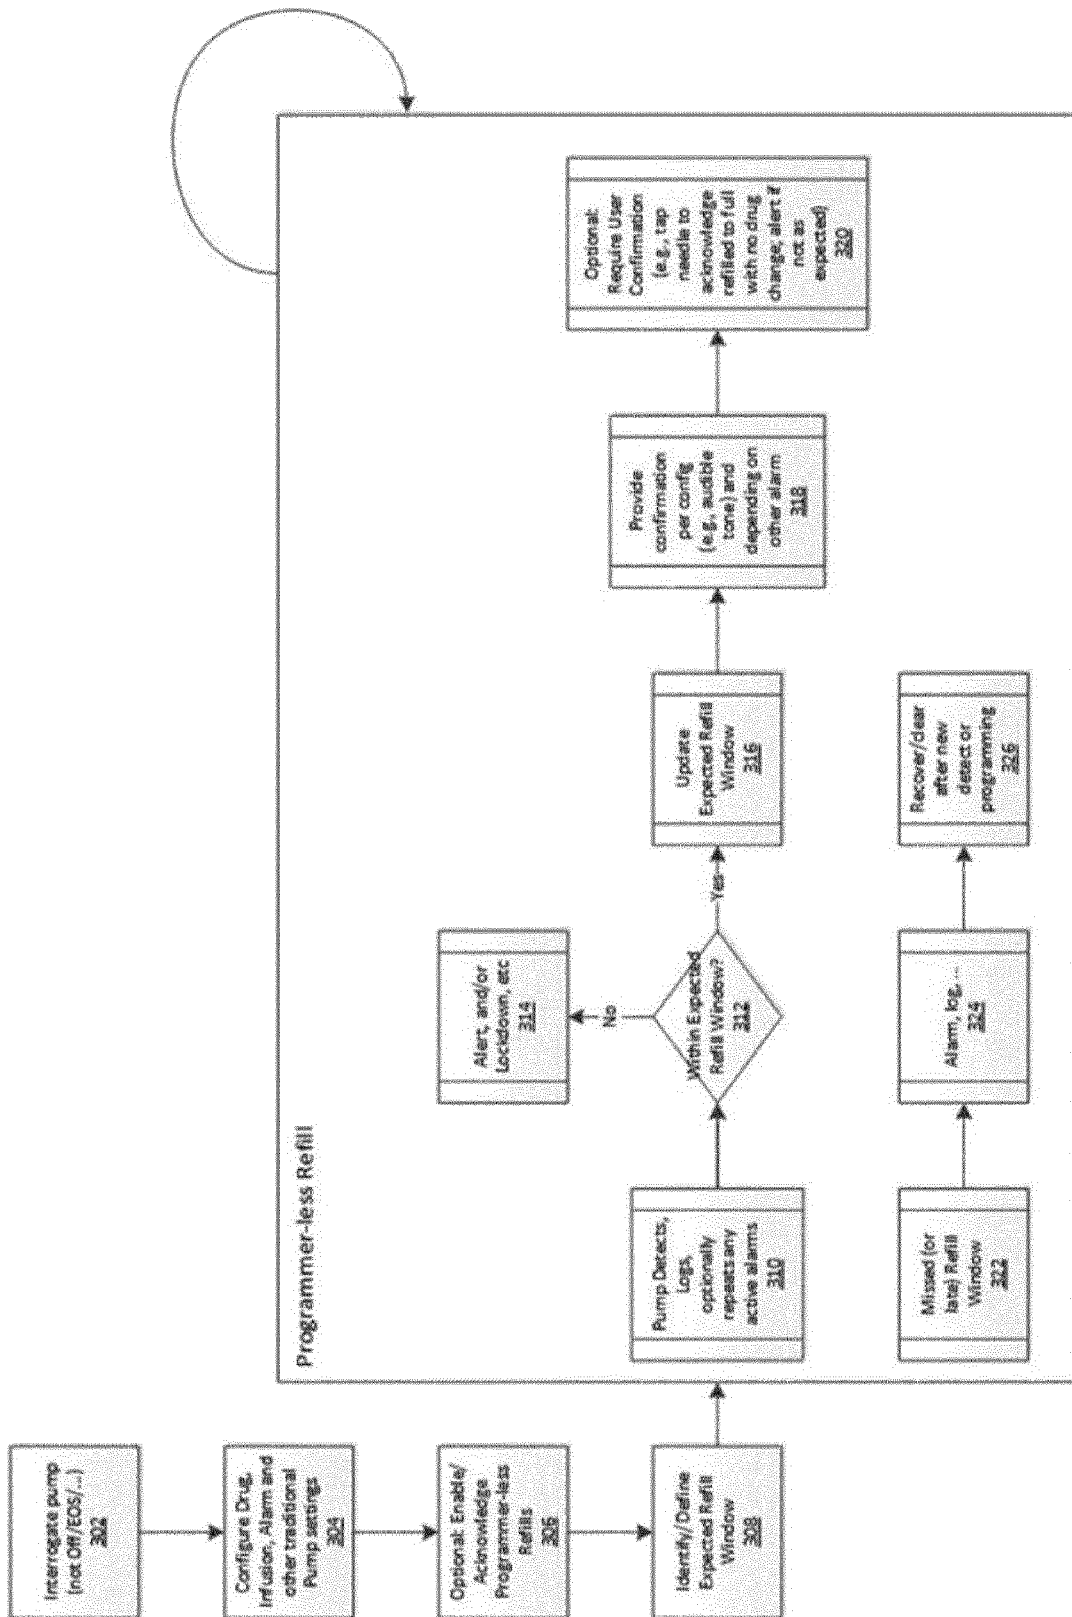 Interrogate pump
(not Off/EOS/...)
302
Configure Drug,
Infusion, Alarm and
other traditional
Pump settings
304
Optional: Enable/
Acknowledge
Programmer-less
Refills
306
Identify/Define
Expected Refill
Window
308
Programmer-less Refill
Pump Detects,
Logs,
optionally
repeats any
active alarms
310
Within Expected
Refill Window?
312
No
Alert, and/or
Lockdown, etc
314
Yes
Update
Expected Refill
Window
316
Provide
confirmation
per config
(e.g., audible
tone) and
depending on
other alarm
318
Optional:
Require User
Confirmation
(e.g., tap
needle to
acknowledge
refilled to full
with no drug
change; alert if
not as
expected)
320
Missed (or
late) Refill
Window
322
Alarm, log,...
324
Recover/clear
after new
detect or
programming
326